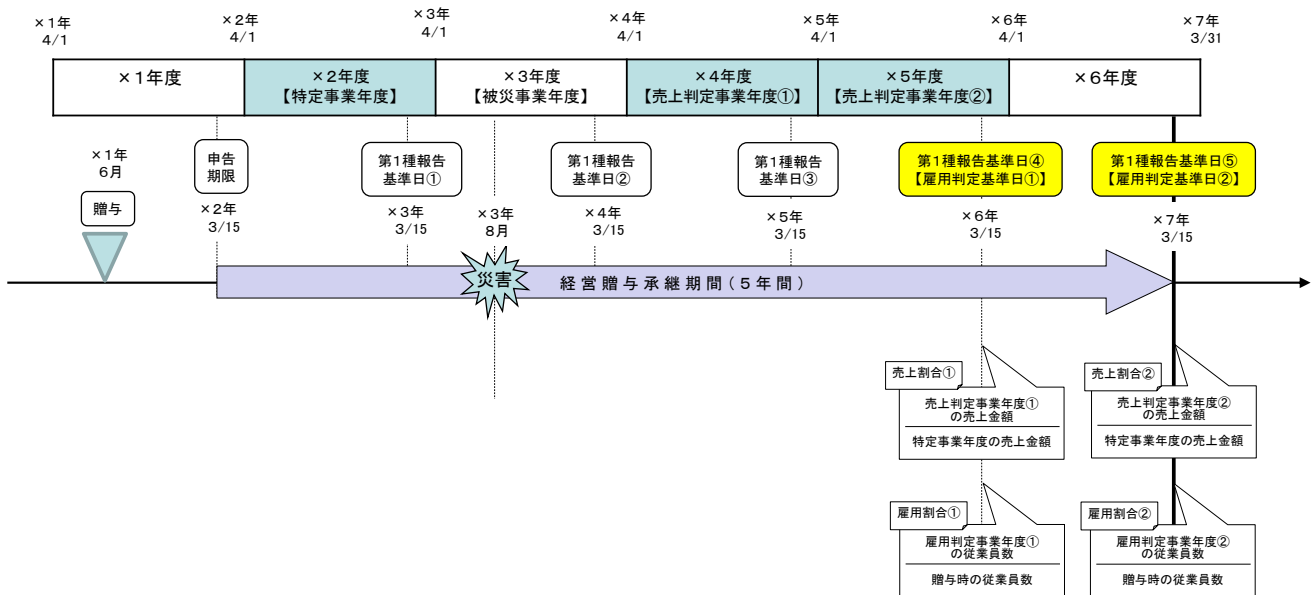 ×1年
4/1
×2年
4/1
×3年
4/1
×4年
4/1
×5年
4/1
×6年
4/1
×7年
3/31
×1年度
×2年度
【特定事業年度】
×3年度
【被災事業年度】
×4年度
【売上判定事業年度①】
×5年度
【売上判定事業年度②】
×6年度
×1年
6月
贈与
申告
期限
×2年
3/15
第1種報告
基準日①
×3年
3/15
×3年
8月
第1種報告
基準日②
×4年
3/15
第1種報告
基準日③
×5年
3/15
第1種報告基準日④
【雇用判定基準日①】
×6年
3/15
第1種報告基準日⑤
【雇用判定基準日②】
×7年
3/15
災害
経営贈与承継期間(5年間)
売上割合①
売上判定事業年度①
の売上金額
特定事業年度の売上金額
売上割合②
売上判定事業年度②
の売上金額
特定事業年度の売上金額
雇用割合①
雇用判定事業年度①
の従業員数
贈与時の従業員数
雇用割合②
雇用判定事業年度②
の従業員数
贈与時の従業員数